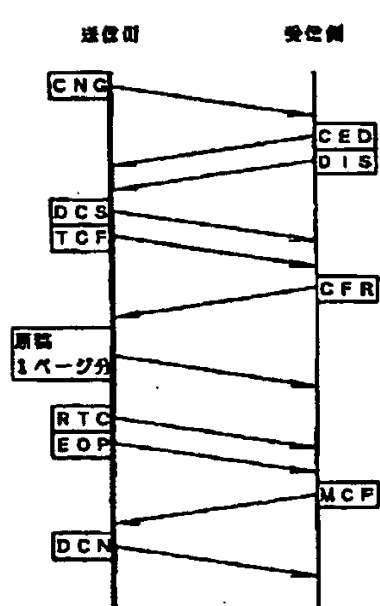 送信側
受信側
CNG
CED
DIS
DCS
TCF
CFR
原稿
1ページ分
RTC
EOP
MCF
DCN